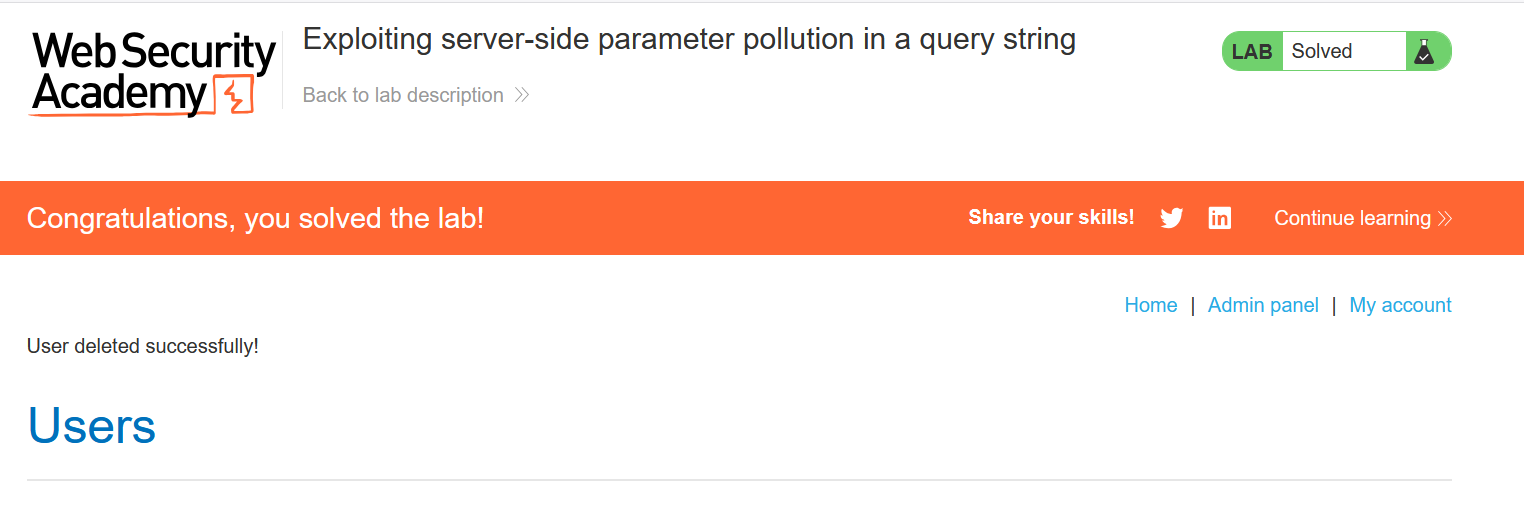 Web Security
Academy
Exploiting server-side parameter pollution in a query string
Back to lab description
LAB Solved
Congratulations, you solved the lab!
Share your skills!
Continue learning
Home | Admin panel | My account
User deleted successfully!
Users